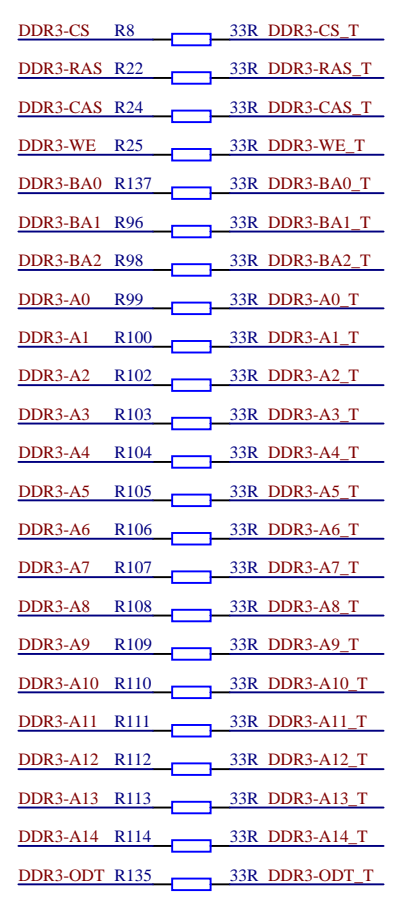 DDR3-CS R8 33R DDR3-CS_T
DDR3-RAS R22 33R DDR3-RAS_T
DDR3-CAS R24 33R DDR3-CAS_T
DDR3-WE R25 33R DDR3-WE_T
DDR3-BA0 R137 33R DDR3-BA0_T
DDR3-BA1 R96 33R DDR3-BA1_T
DDR3-BA2 R98 33R DDR3-BA2_T
DDR3-A0 R99 33R DDR3-A0_T
DDR3-A1 R100 33R DDR3-A1_T
DDR3-A2 R102 33R DDR3-A2_T
DDR3-A3 R103 33R DDR3-A3_T
DDR3-A4 R104 33R DDR3-A4_T
DDR3-A5 R105 33R DDR3-A5_T
DDR3-A6 R106 33R DDR3-A6_T
DDR3-A7 R107 33R DDR3-A7_T
DDR3-A8 R108 33R DDR3-A8_T
DDR3-A9 R109 33R DDR3-A9_T
DDR3-A10 R110 33R DDR3-A10_T
DDR3-A11 R111 33R DDR3-A11_T
DDR3-A12 R112 33R DDR3-A12_T
DDR3-A13 R113 33R DDR3-A13_T
DDR3-A14 R114 33R DDR3-A14_T
DDR3-ODT R135 33R DDR3-ODT_T